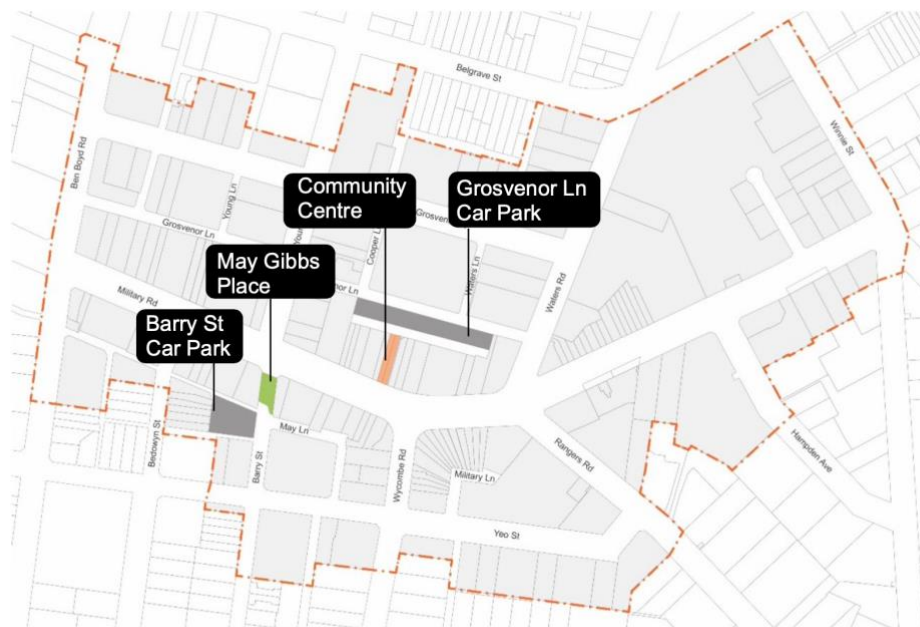 Belgrave St
Winnie St
Ben Boyd Rd
Young Ln
Community
Centre
Grosvenor Ln
Car Park
Grosvenor Ln
Cooper Ln
Waters Ln
Waters Rd
May Gibbs
Place
Military Rd
Barry St
Car Park
May Ln
Bedowyn St
Barry St
Wycombe Rd
Military Ln
Rangers Rd
Hampden Ave
Yeo St